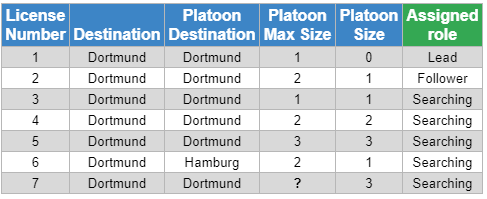 License Number Destination Platoon Destination Platoon Max Size Platoon Size Assigned role
1 Dortmund Dortmund 1 0 Lead
2 Dortmund Dortmund 2 1 Follower
3 Dortmund Dortmund 1 1 Searching
4 Dortmund Dortmund 2 2 Searching
5 Dortmund Dortmund 3 3 Searching
6 Dortmund Hamburg 2 1 Searching
7 Dortmund Dortmund ? 3 Searching